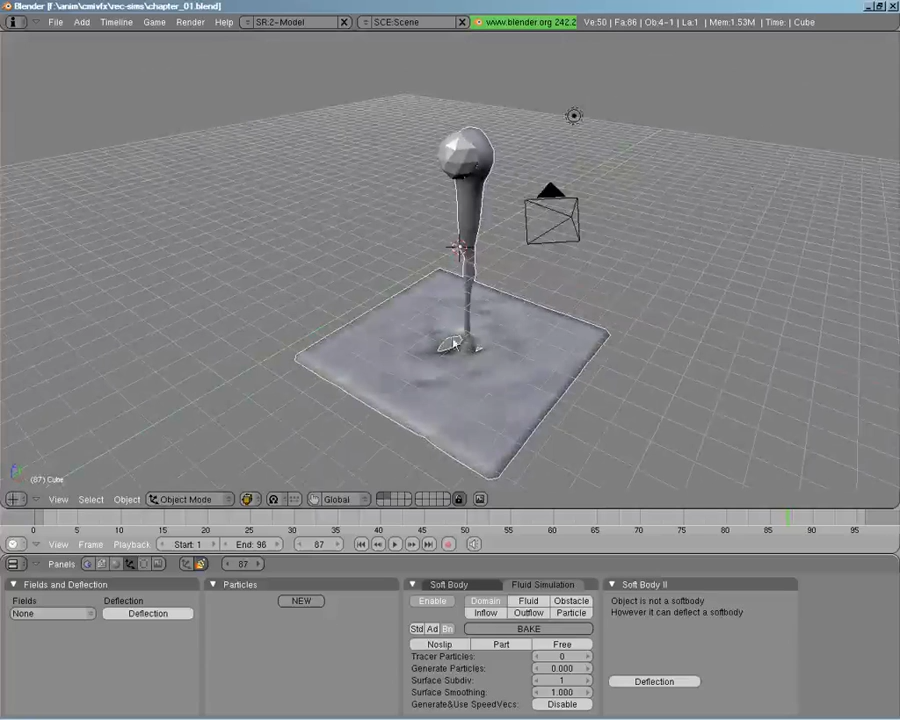 Blender [f:\anim\cmivfx\rec-sims\chapter_01.blend]
File Add Timeline Game Render Help SR:2-Model SCE:Scene www.blender.org 242.2 Ve:50 | Fa:86 | Ob:4-1 | La:1 | Mem:1.53M | Time: | Cube
(87) Cube
View Select Object Object Mode Global
0 5 10 15 20 25 30 35 40 45 50 55 60 65 70 75 80 85 90 95
View Frame Playback Start: 1 End: 96 87
Panels 87
Fields and Deflection Particles Soft Body Fluid Simulation Soft Body II
Fields Deflection NEW Enable Domain Fluid Obstacle Object is not a softbody
None Deflection Inflow Outflow Particle However it can deflect a softbody
Std Ad Bn BAKE
Noslip Part Free
Tracer Particles: 0
Generate Particles: 0.000
Surface Subdiv: 1 Deflection
Surface Smoothing: 1.000
Generate&Use SpeedVecs: Disable